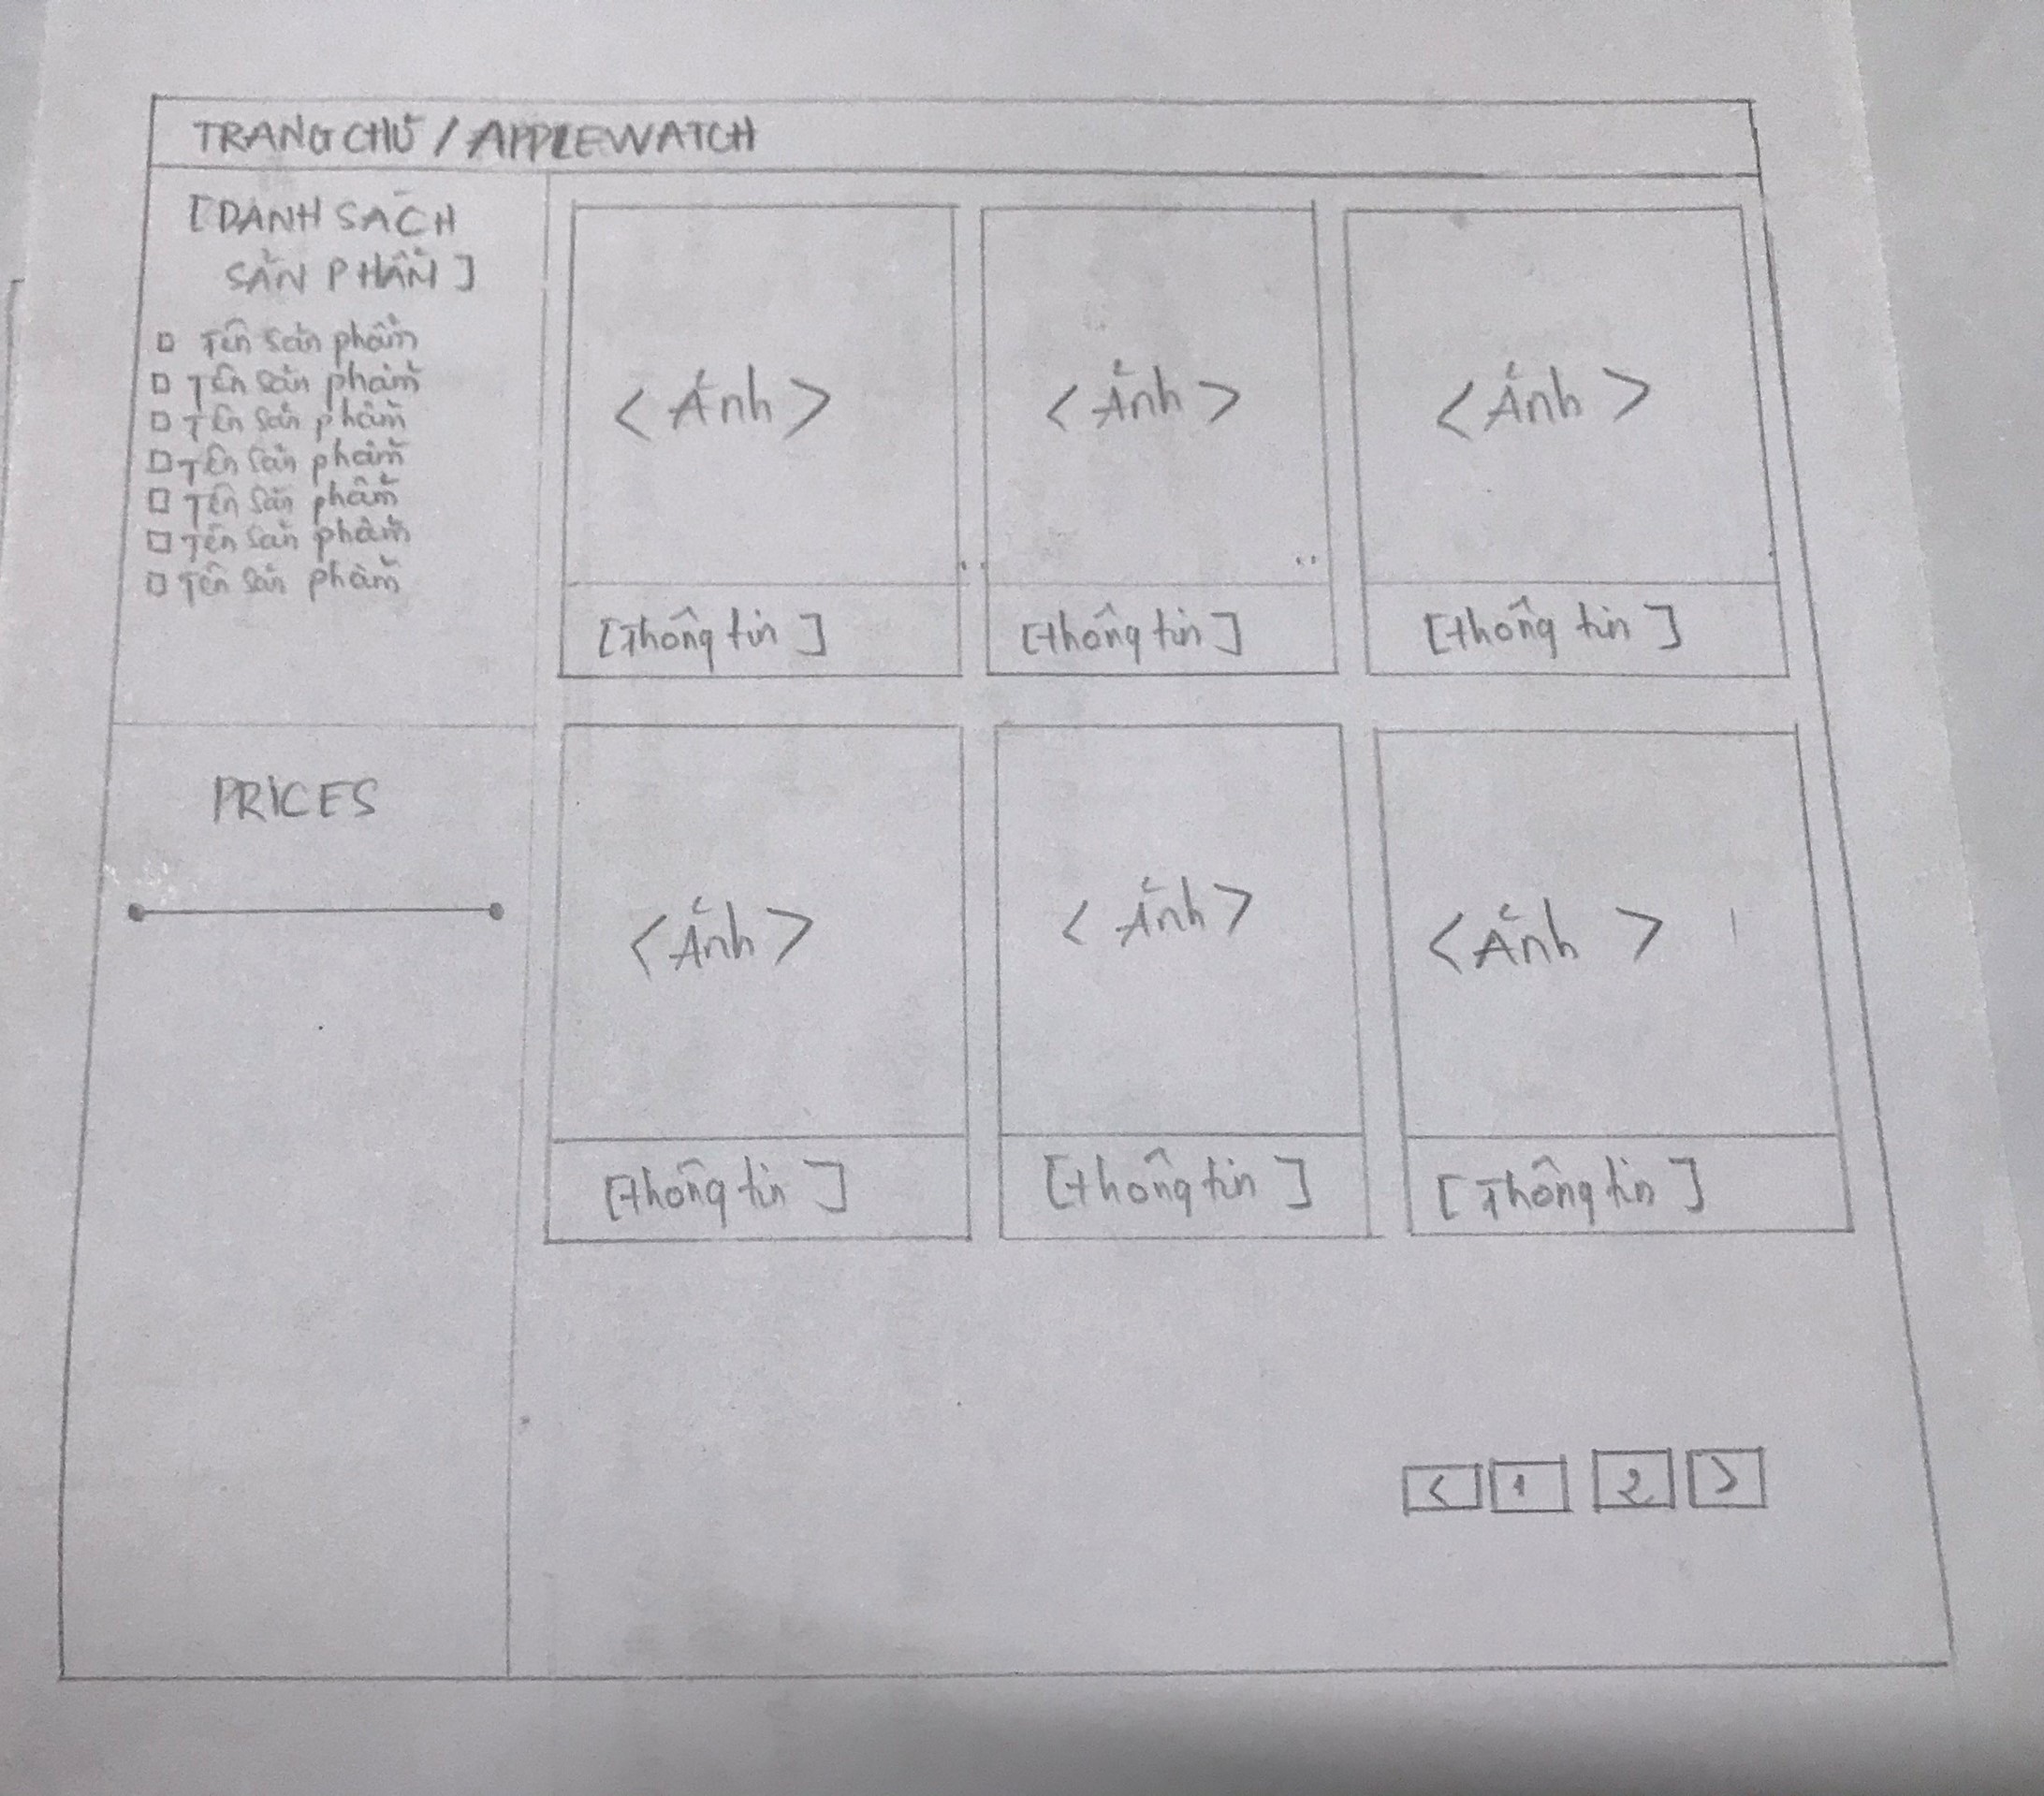 TRANG CHỦ / APPLEWATCH
[DANH SÁCH
SẢN PHẨM]
Tên sản phẩm
Tên sản phẩm
Tên sản phẩm
Tên sản phẩm
Tên sản phẩm
Tên sản phẩm
Tên sản phẩm
PRICES
<Ảnh> <Ảnh> <Ảnh>
[Thông tin] [thông tin] [thông tin]
<Ảnh> <Ảnh> <Ảnh>
[thông tin] [thông tin] [Thông tin]
< 1 2 >